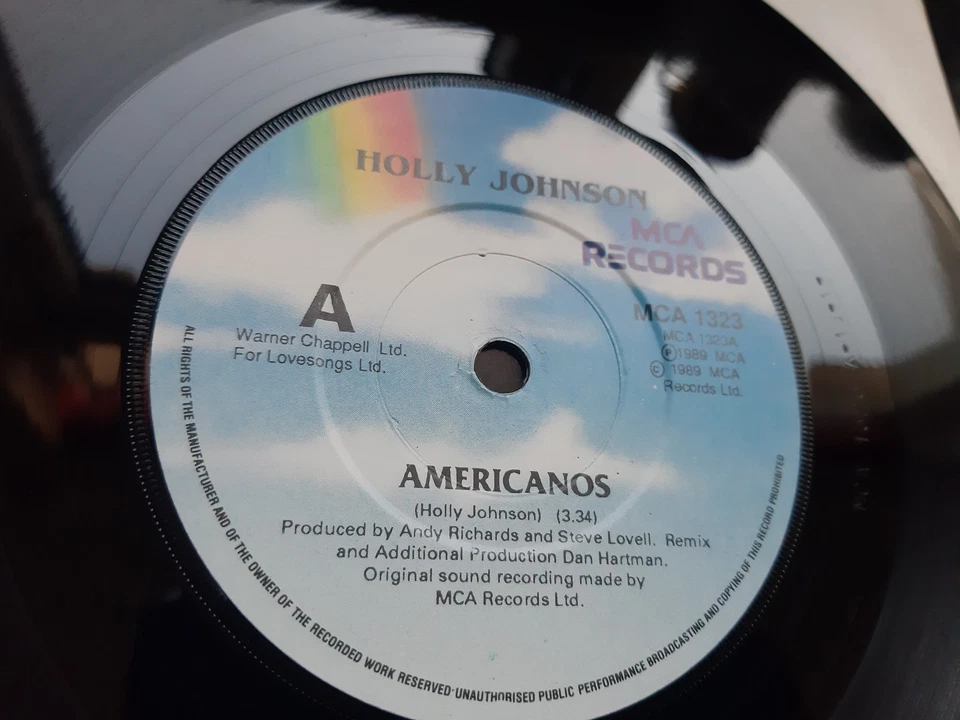 HOLLY JOHNSON
MCA
RECORDS
A
Warner Chappell Ltd.
For Lovesongs Ltd.
MCA 1323
MCA 1323A
Ⓟ1989 MCA
© 1989 MCA
Records Ltd.
AMERICANOS
(Holly Johnson) (3.34)
Produced by Andy Richards and Steve Lovell. Remix
and Additional Production Dan Hartman.
Original sound recording made by
MCA Records Ltd.
ALL RIGHTS OF THE MANUFACTURER AND OF THE OWNER OF THE RECORDED WORK RESERVED·UNAUTHORISED PUBLIC PERFORMANCE BROADCASTING AND COPYING OF THIS RECORD PROHIBITED